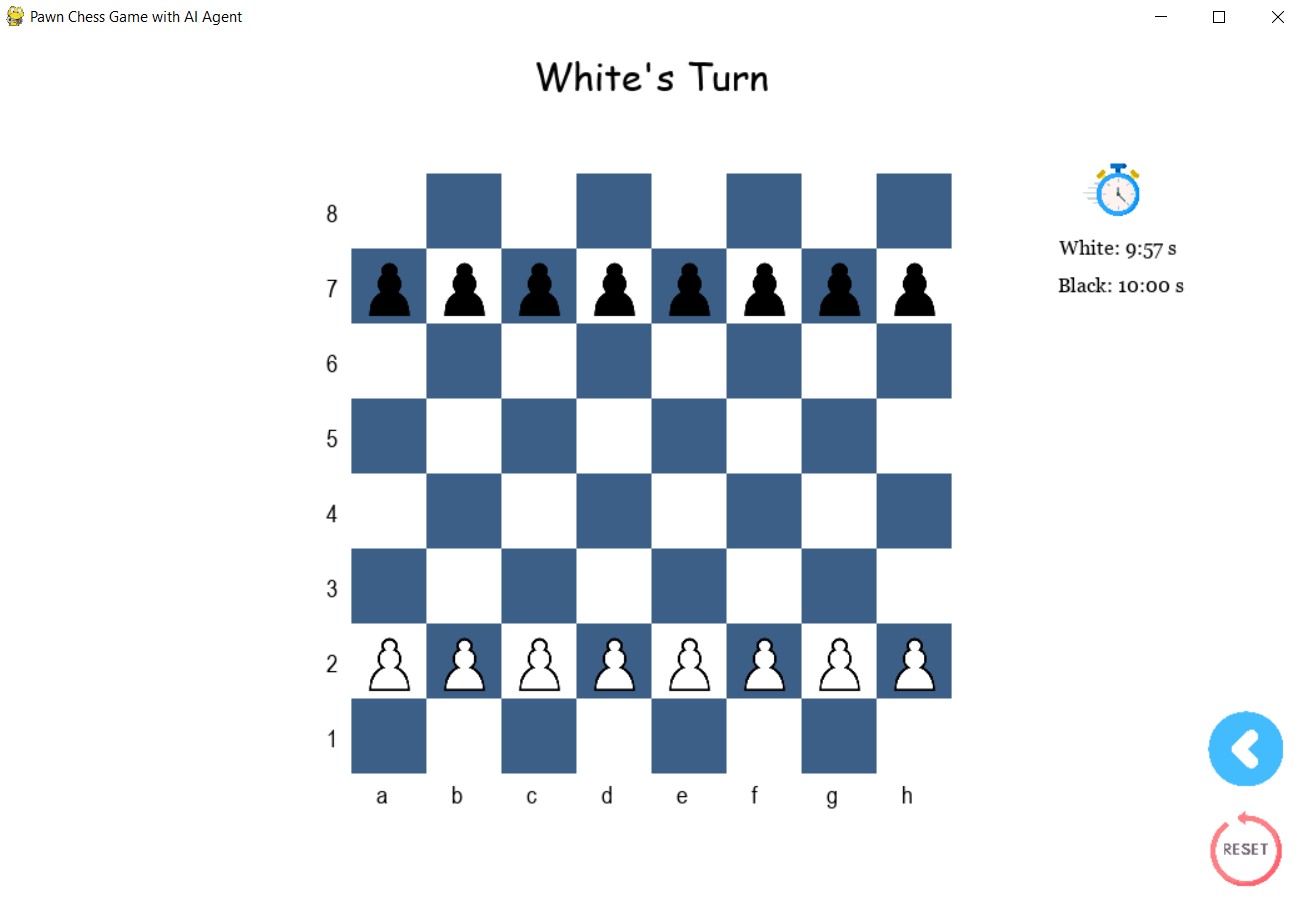 Pawn Chess Game with AI Agent
White's Turn
8
7
6
5
4
3
2
1
a b c d e f g h
White: 9:57 s
Black: 10:00 s
RESET